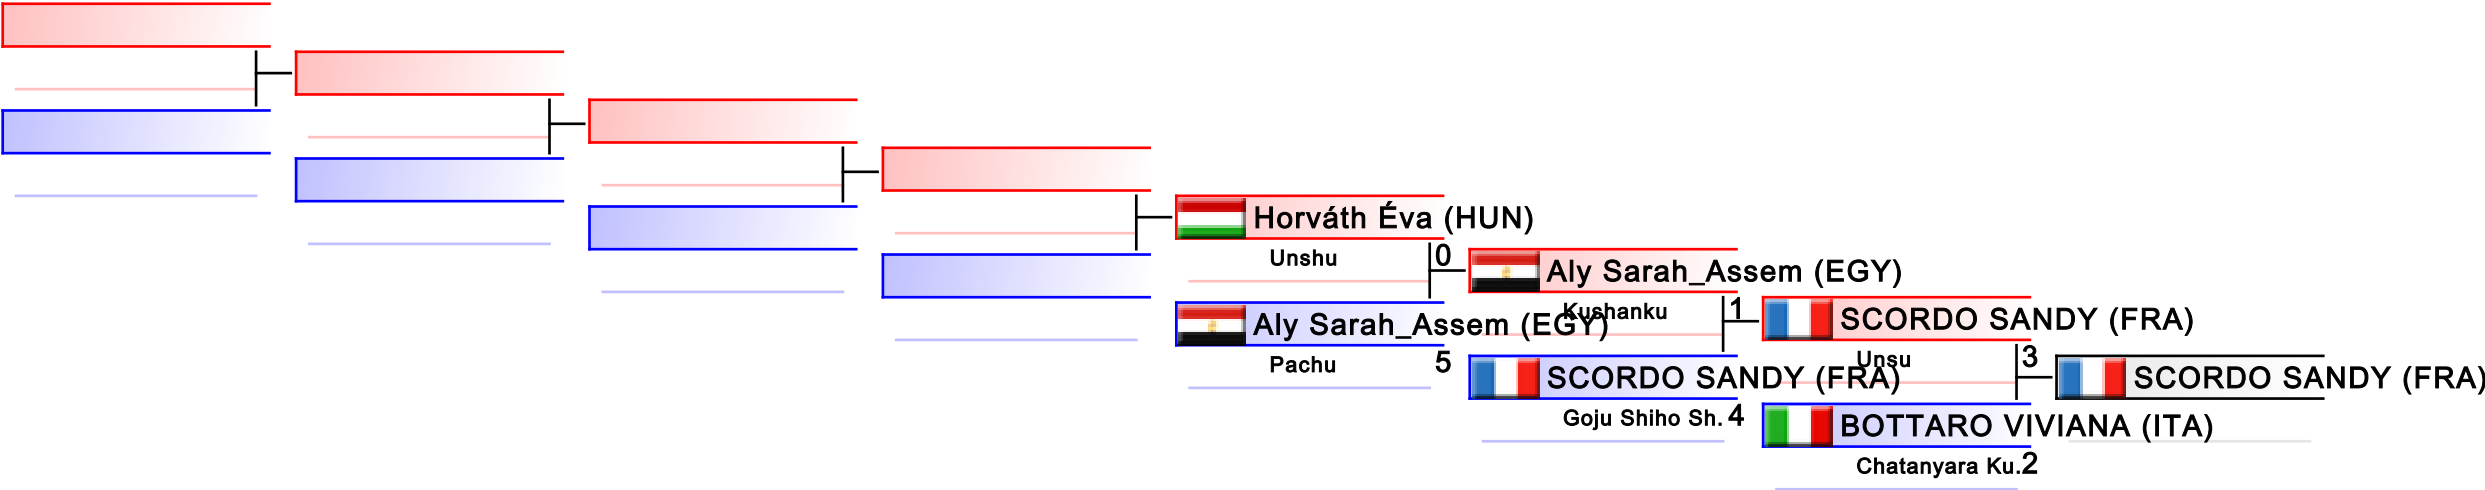 Horváth Éva (HUN)
Unshu 0
Aly Sarah_Assem (EGY)
Pachu 5
Aly Sarah_Assem (EGY)
Kushanku 1
SCORDO SANDY (FRA)
Goju Shiho Sh. 4
SCORDO SANDY (FRA)
Unsu 3
BOTTARO VIVIANA (ITA)
Chatanyara Ku. 2
SCORDO SANDY (FRA)